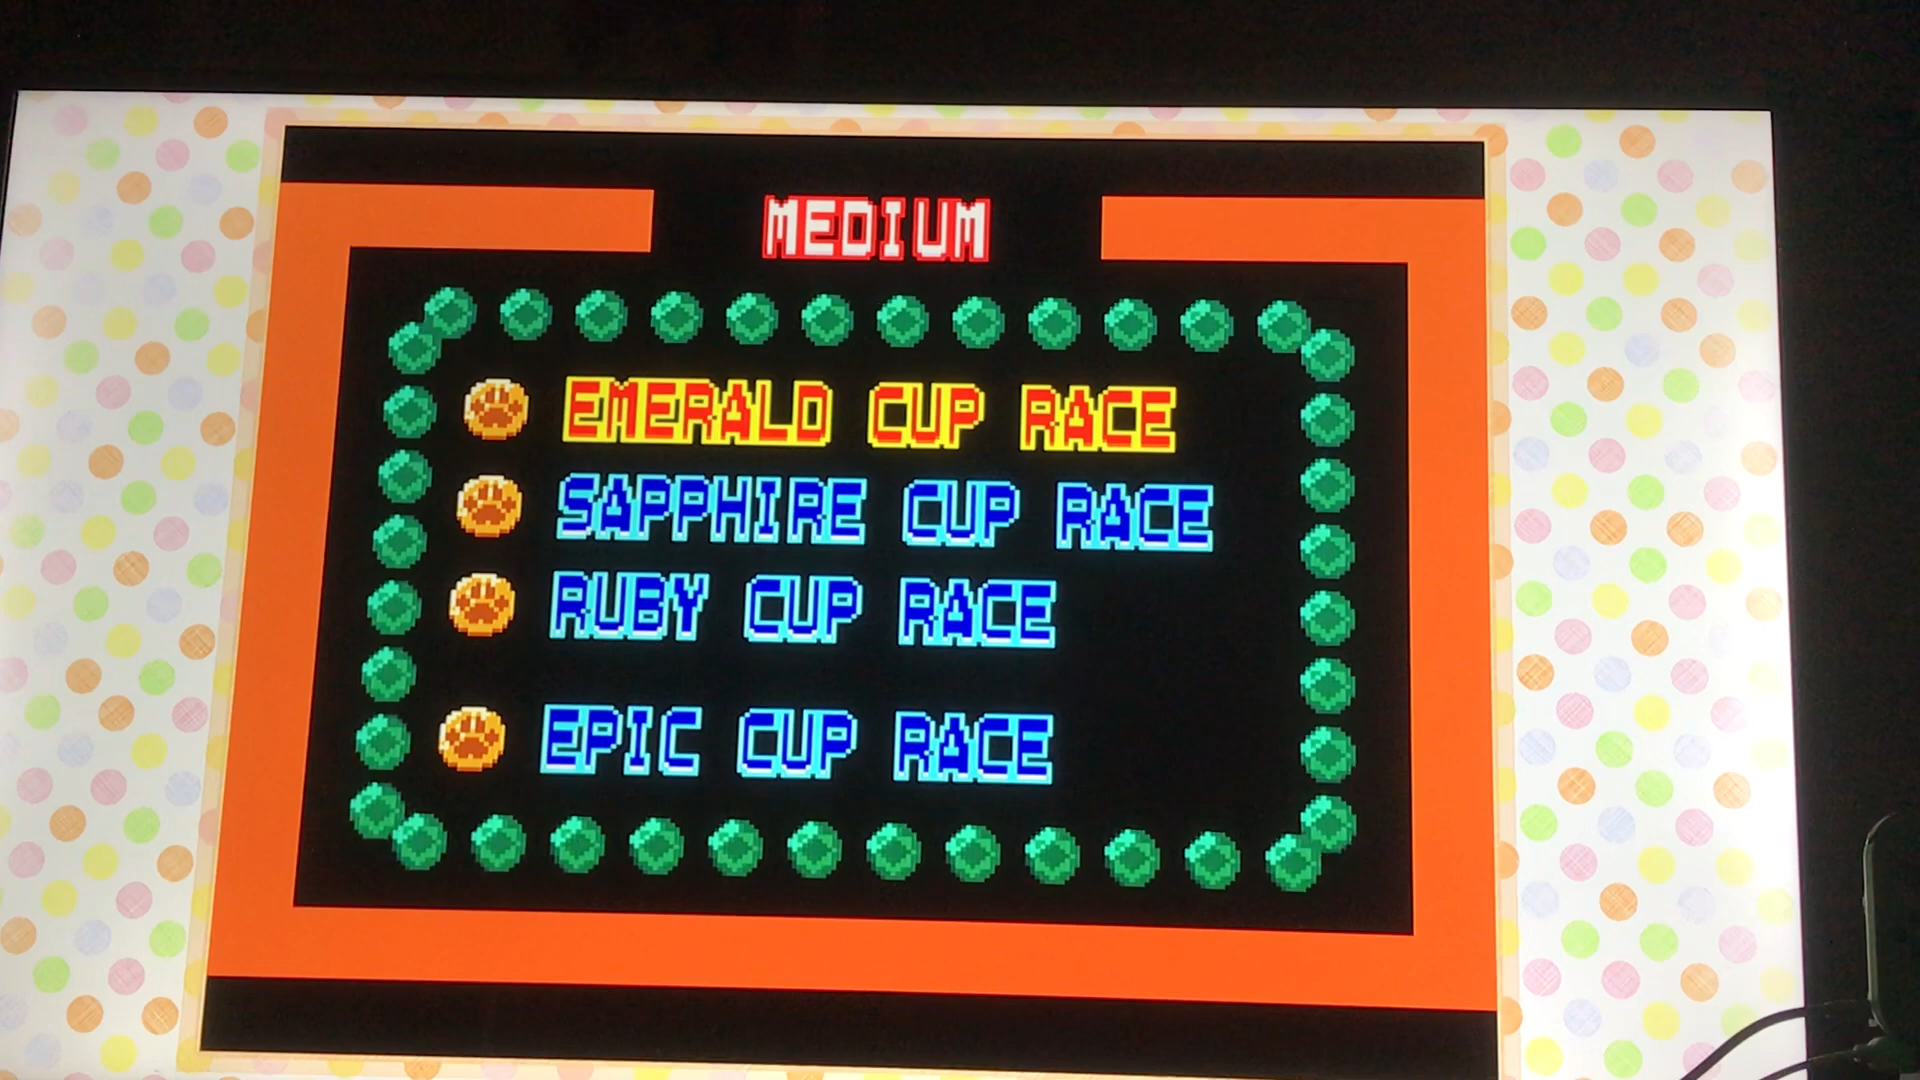 MEDIUM
EMERALD CUP RACE
SAPPHIRE CUP RACE
RUBY CUP RACE
EPIC CUP RACE